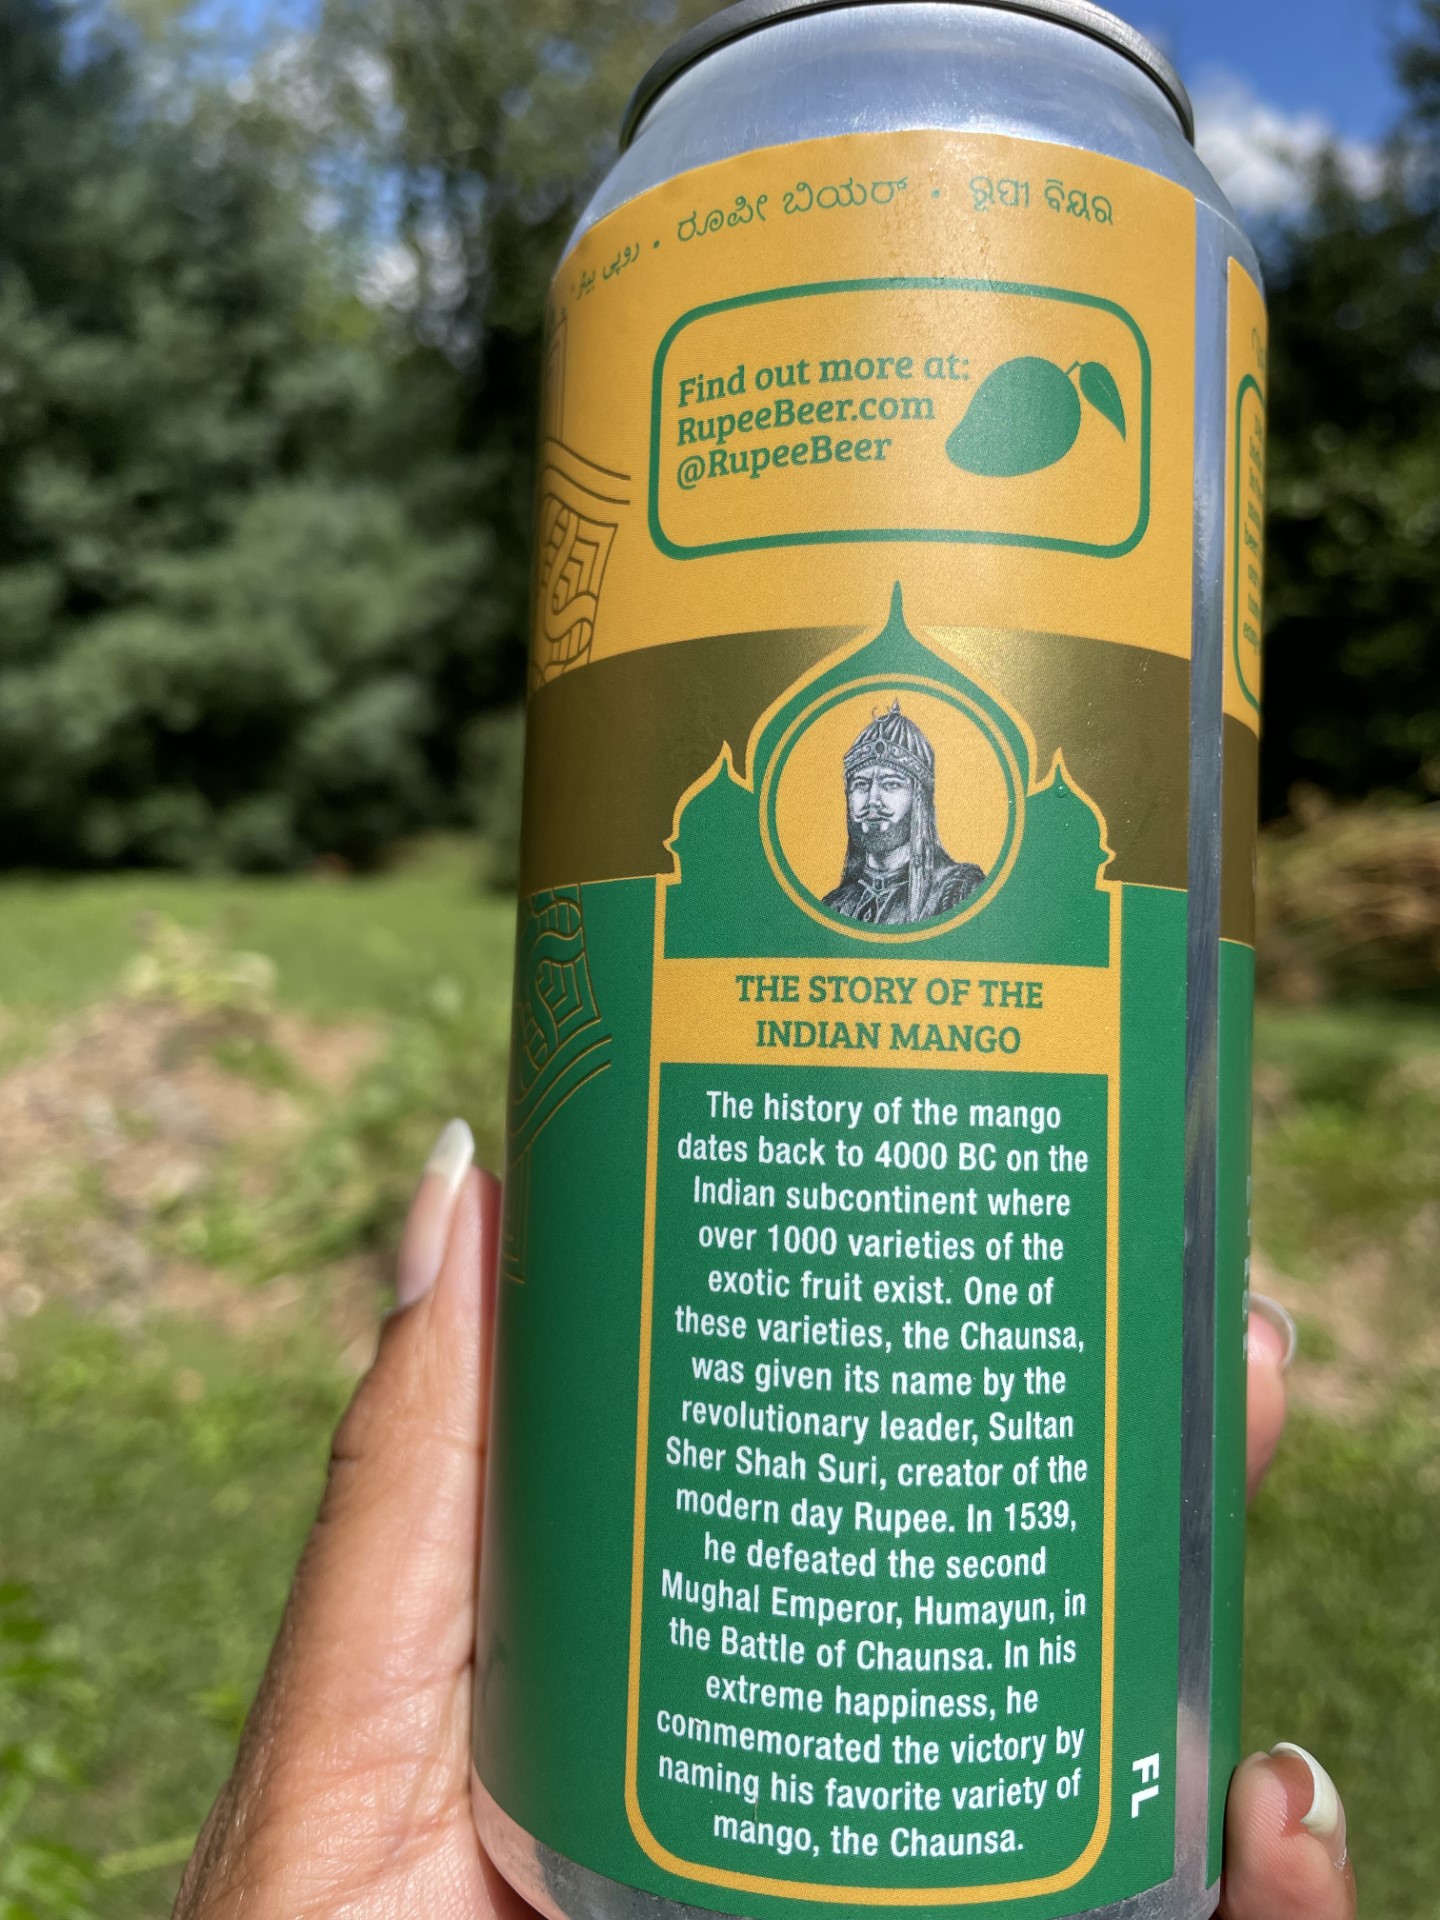 روپی بیئر • ರೂಪೀ ಬಿಯರ್ • ରୂପୀ ବିୟର
Find out more at:
RupeeBeer.com
@RupeeBeer
THE STORY OF THE
INDIAN MANGO
The history of the mango
dates back to 4000 BC on the
Indian subcontinent where
over 1000 varieties of the
exotic fruit exist. One of
these varieties, the Chaunsa,
was given its name by the
revolutionary leader, Sultan
Sher Shah Suri, creator of the
modern day Rupee. In 1539,
he defeated the second
Mughal Emperor, Humayun, in
the Battle of Chaunsa. In his
extreme happiness, he
commemorated the victory by
naming his favorite variety of
mango, the Chaunsa.
FL